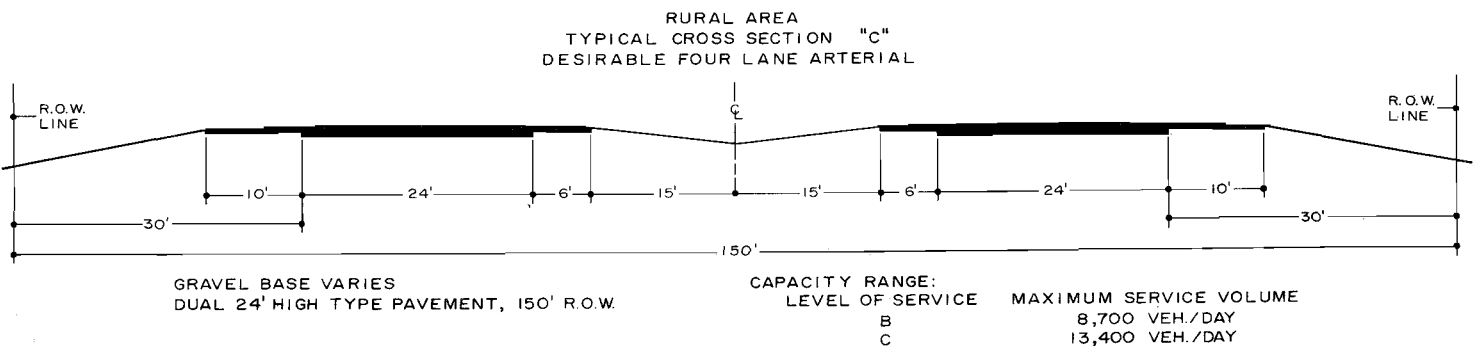 RURAL AREA
TYPICAL CROSS SECTION "C"
DESIRABLE FOUR LANE ARTERIAL
R.O.W.
LINE
℄
R.O.W.
LINE
10' 24' 6' 15' 15' 6' 24' 10'
30' 30'
150'
GRAVEL BASE VARIES
DUAL 24' HIGH TYPE PAVEMENT, 150' R.O.W.
CAPACITY RANGE:
LEVEL OF SERVICE MAXIMUM SERVICE VOLUME
B 8,700 VEH./DAY
C 13,400 VEH./DAY